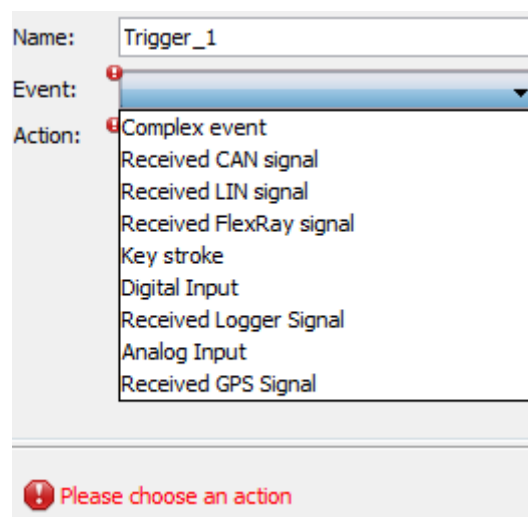 Name: Trigger_1
Event:
Action:
Complex event
Received CAN signal
Received LIN signal
Received FlexRay signal
Key stroke
Digital Input
Received Logger Signal
Analog Input
Received GPS Signal
Please choose an action